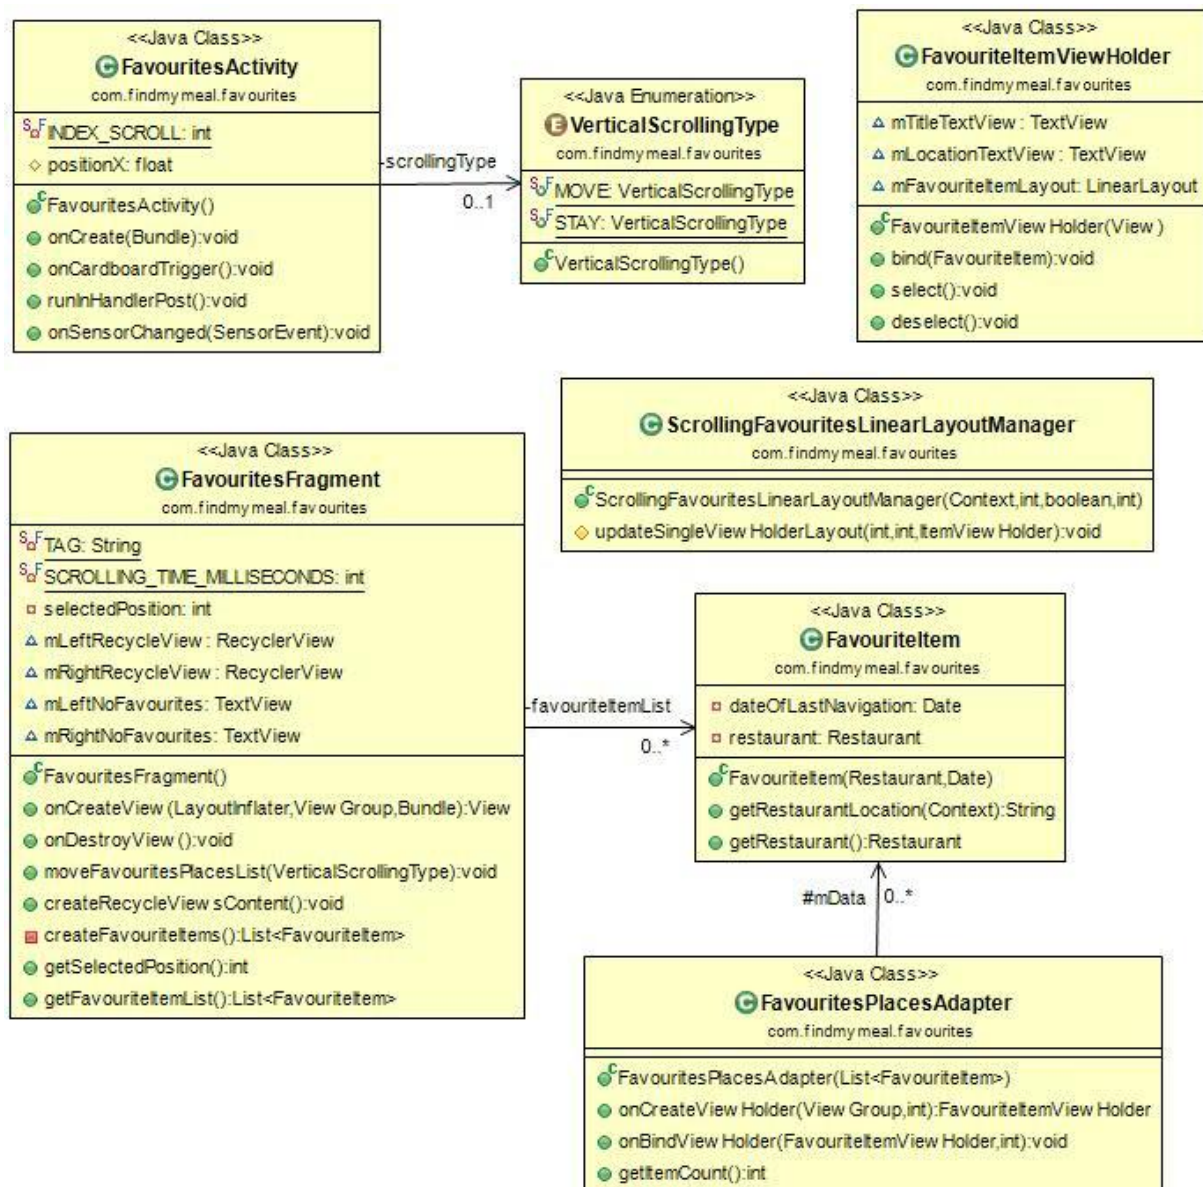 <<Java Class>>
FavouritesActivity
com.findmymeal.favourites
INDEX_SCROLL: int
positionX: float
FavouritesActivity()
onCreate(Bundle):void
onCardboardTrigger():void
runInHandlerPost():void
onSensorChanged(SensorEvent):void
-scrollingType
0..1
<<Java Enumeration>>
VerticalScrollingType
com.findmymeal.favourites
MOVE: VerticalScrollingType
STAY: VerticalScrollingType
VerticalScrollingType()
<<Java Class>>
FavouriteItemViewHolder
com.findmymeal.favourites
mTitleTextView: TextView
mLocationTextView: TextView
mFavouriteItemLayout: LinearLayout
FavouriteItemViewHolder(View)
bind(FavouriteItem):void
select():void
deselect():void
<<Java Class>>
ScrollingFavouritesLinearLayoutManager
com.findmymeal.favourites
ScrollingFavouritesLinearLayoutManager(Context,int,boolean,int)
updateSingleViewHolderLayout(int,int,ItemViewHolder):void
<<Java Class>>
FavouritesFragment
com.findmymeal.favourites
TAG: String
SCROLLING_TIME_MILLISECONDS: int
selectedPosition: int
mLeftRecycleView: RecyclerView
mRightRecycleView: RecyclerView
mLeftNoFavourites: TextView
mRightNoFavourites: TextView
FavouritesFragment()
onCreateView(LayoutInflater,ViewGroup,Bundle):View
onDestroyView():void
moveFavouritesPlacesList(VerticalScrollingType):void
createRecycleViewsContent():void
createFavouriteItems():List<FavouriteItem>
getSelectedPosition():int
getFavouriteItemList():List<FavouriteItem>
-favouriteItemList
0..*
<<Java Class>>
FavouriteItem
com.findmymeal.favourites
dateOfLastNavigation: Date
restaurant: Restaurant
FavouriteItem(Restaurant,Date)
getRestaurantLocation(Context):String
getRestaurant():Restaurant
#mData
0..*
<<Java Class>>
FavouritesPlacesAdapter
com.findmymeal.favourites
FavouritesPlacesAdapter(List<FavouriteItem>)
onCreateViewHolder(ViewGroup,int):FavouriteItemViewHolder
onBindViewHolder(FavouriteItemViewHolder,int):void
getItemCount():int